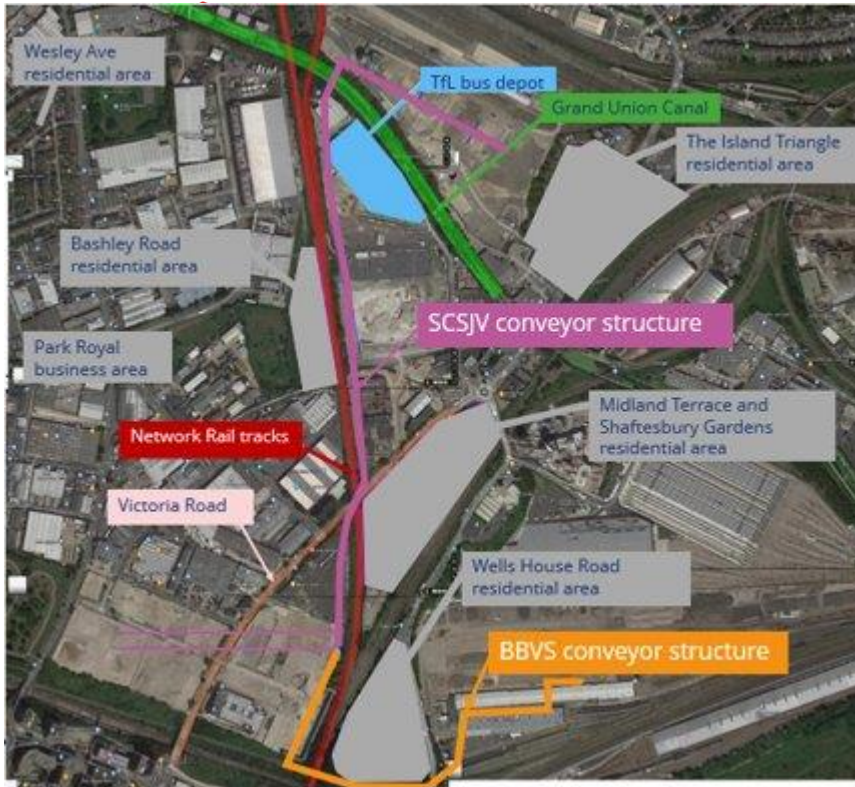 Wesley Ave
residential area
TfL bus depot
Grand Union Canal
The Island Triangle
residential area
Bashley Road
residential area
SCSJV conveyor structure
Park Royal
business area
Midland Terrace and
Shaftesbury Gardens
residential area
Network Rail tracks
Victoria Road
Wells House Road
residential area
BBVS conveyor structure